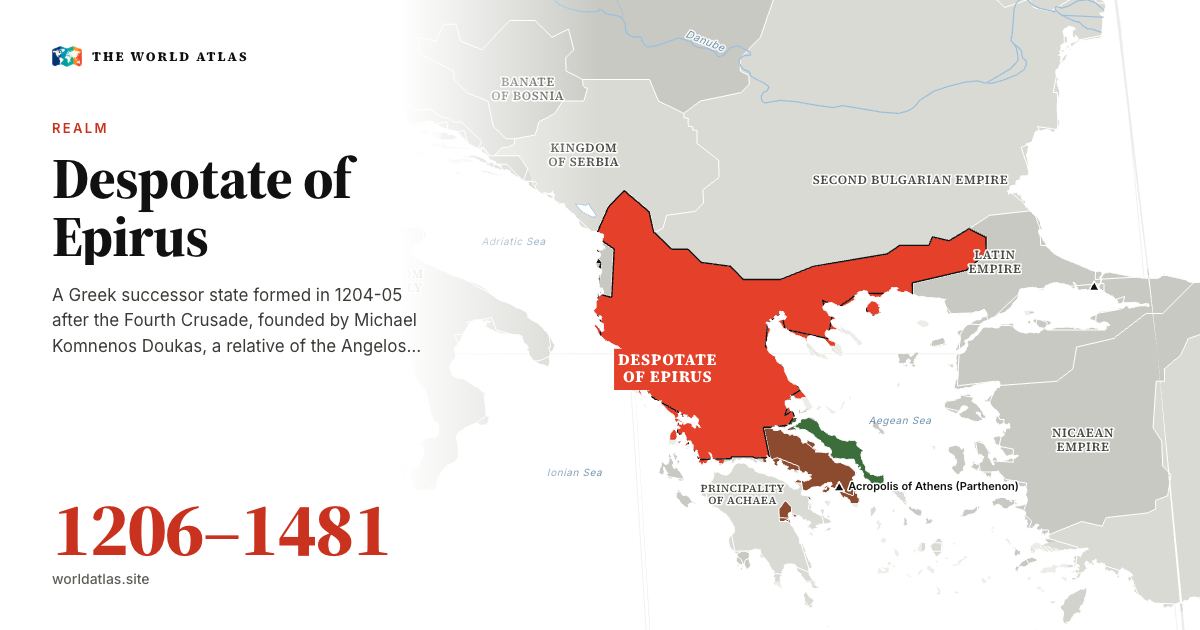 THE WORLD ATLAS
REALM
Despotate of
Epirus
A Greek successor state formed in 1204-05
after the Fourth Crusade, founded by Michael
Komnenos Doukas, a relative of the Angelos...
1206–1481
worldatlas.site
Danube
BANATE
OF BOSNIA
KINGDOM
OF SERBIA
SECOND BULGARIAN EMPIRE
Adriatic Sea
LATIN
EMPIRE
DESPOTATE
OF EPIRUS
Aegean Sea
NICAEAN
EMPIRE
Ionian Sea
PRINCIPALITY
OF ACHAEA
Acropolis of Athens (Parthenon)